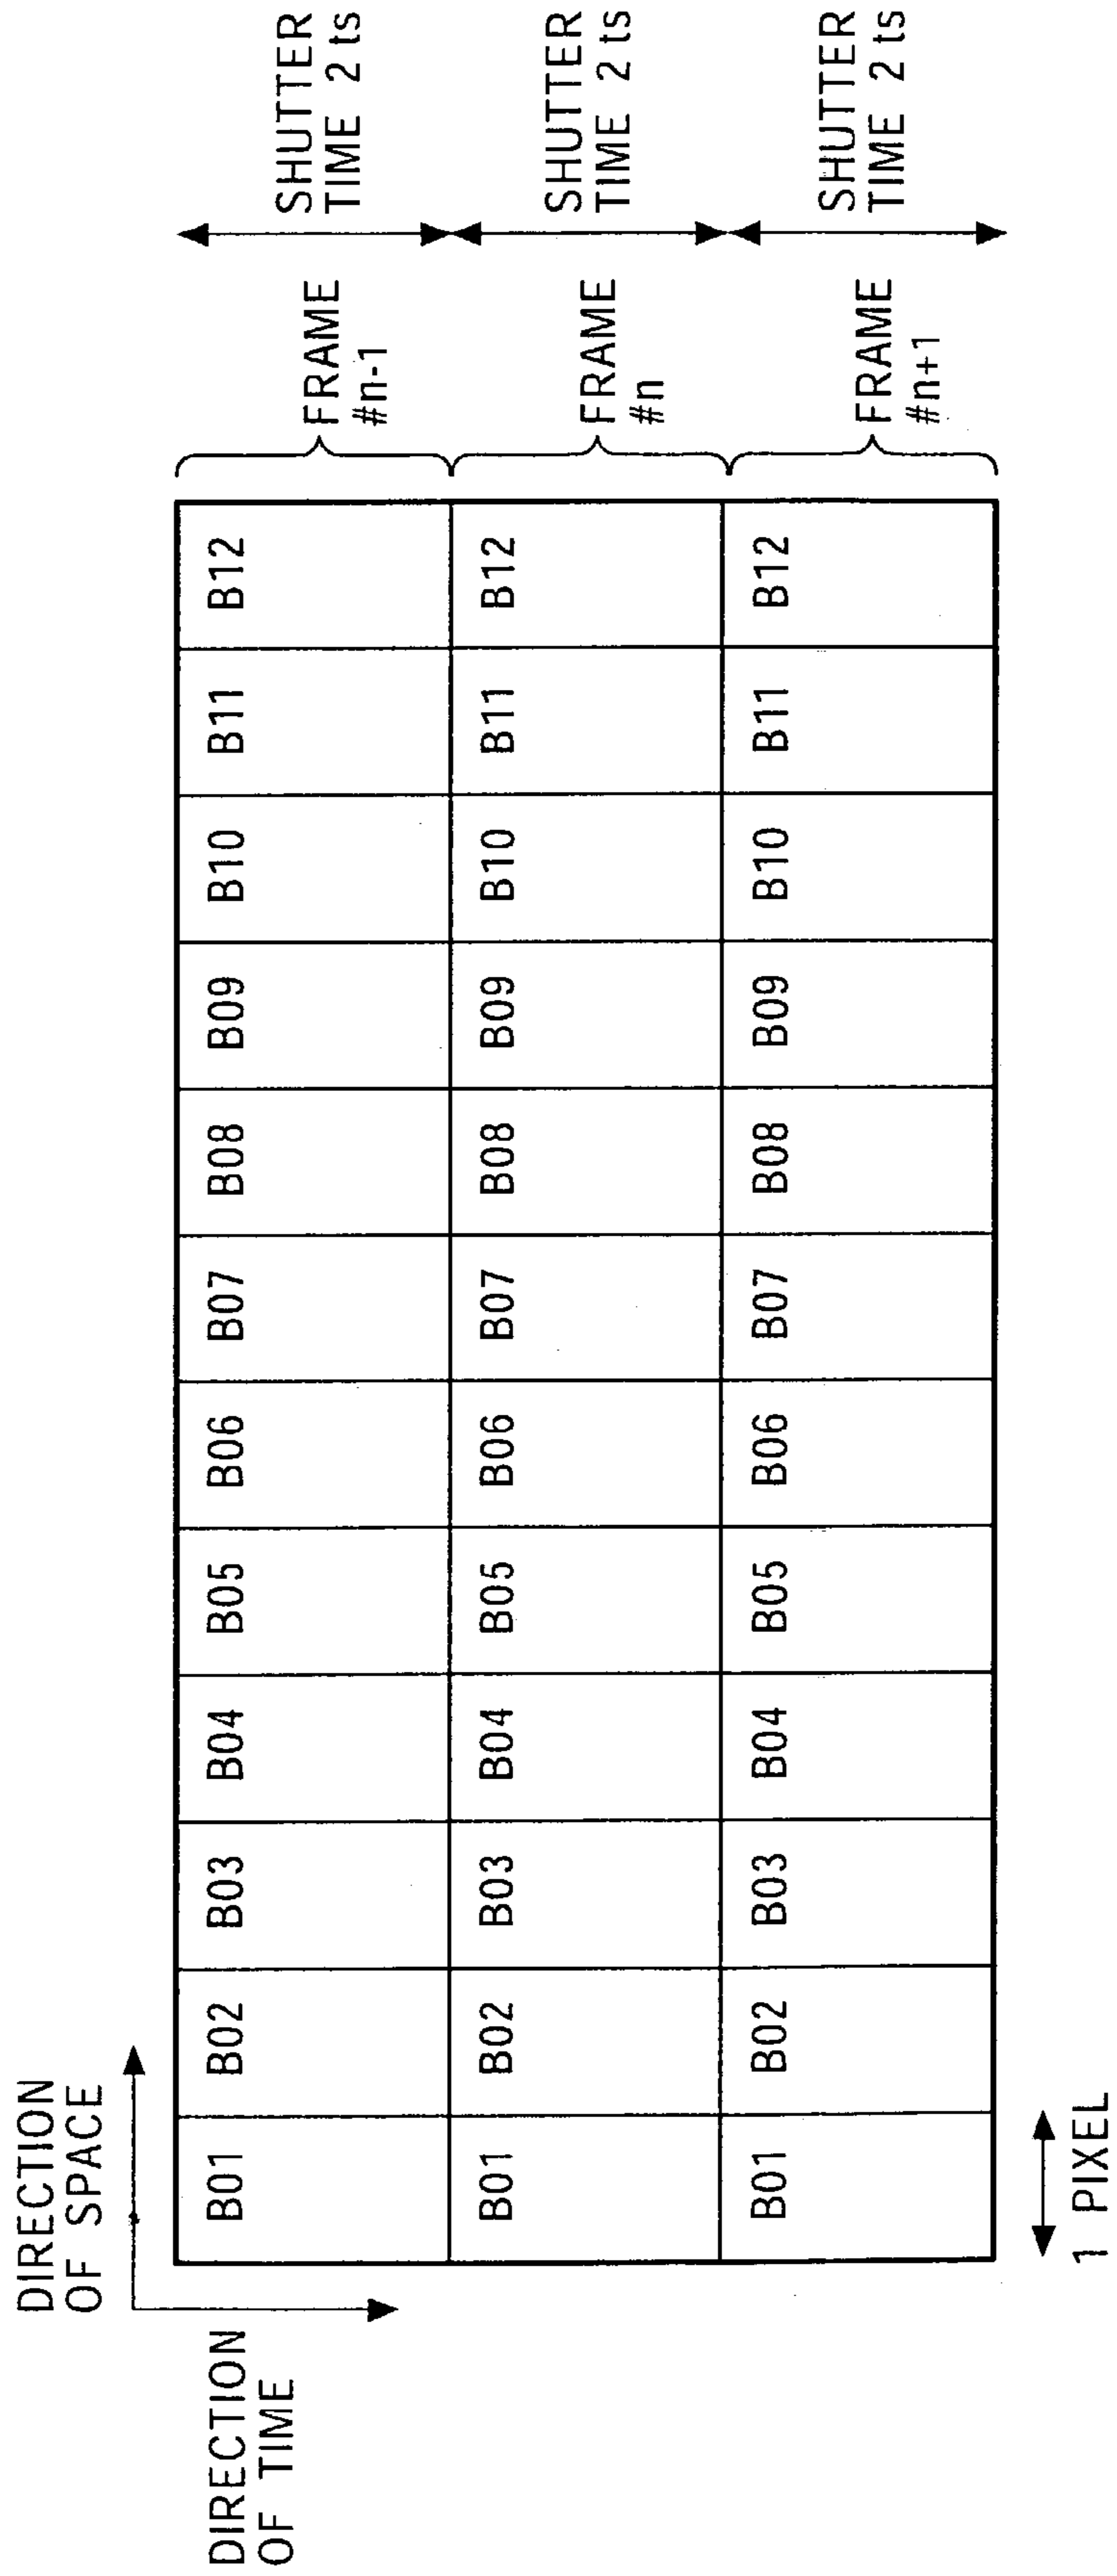 DIRECTION
OF SPACE
DIRECTION
OF TIME
B01 B02 B03 B04 B05 B06 B07 B08 B09 B10 B11 B12
FRAME
#n-1
SHUTTER
TIME 2 ts
B01 B02 B03 B04 B05 B06 B07 B08 B09 B10 B11 B12
FRAME
#n
SHUTTER
TIME 2 ts
B01 B02 B03 B04 B05 B06 B07 B08 B09 B10 B11 B12
FRAME
#n+1
SHUTTER
TIME 2 ts
1 PIXEL